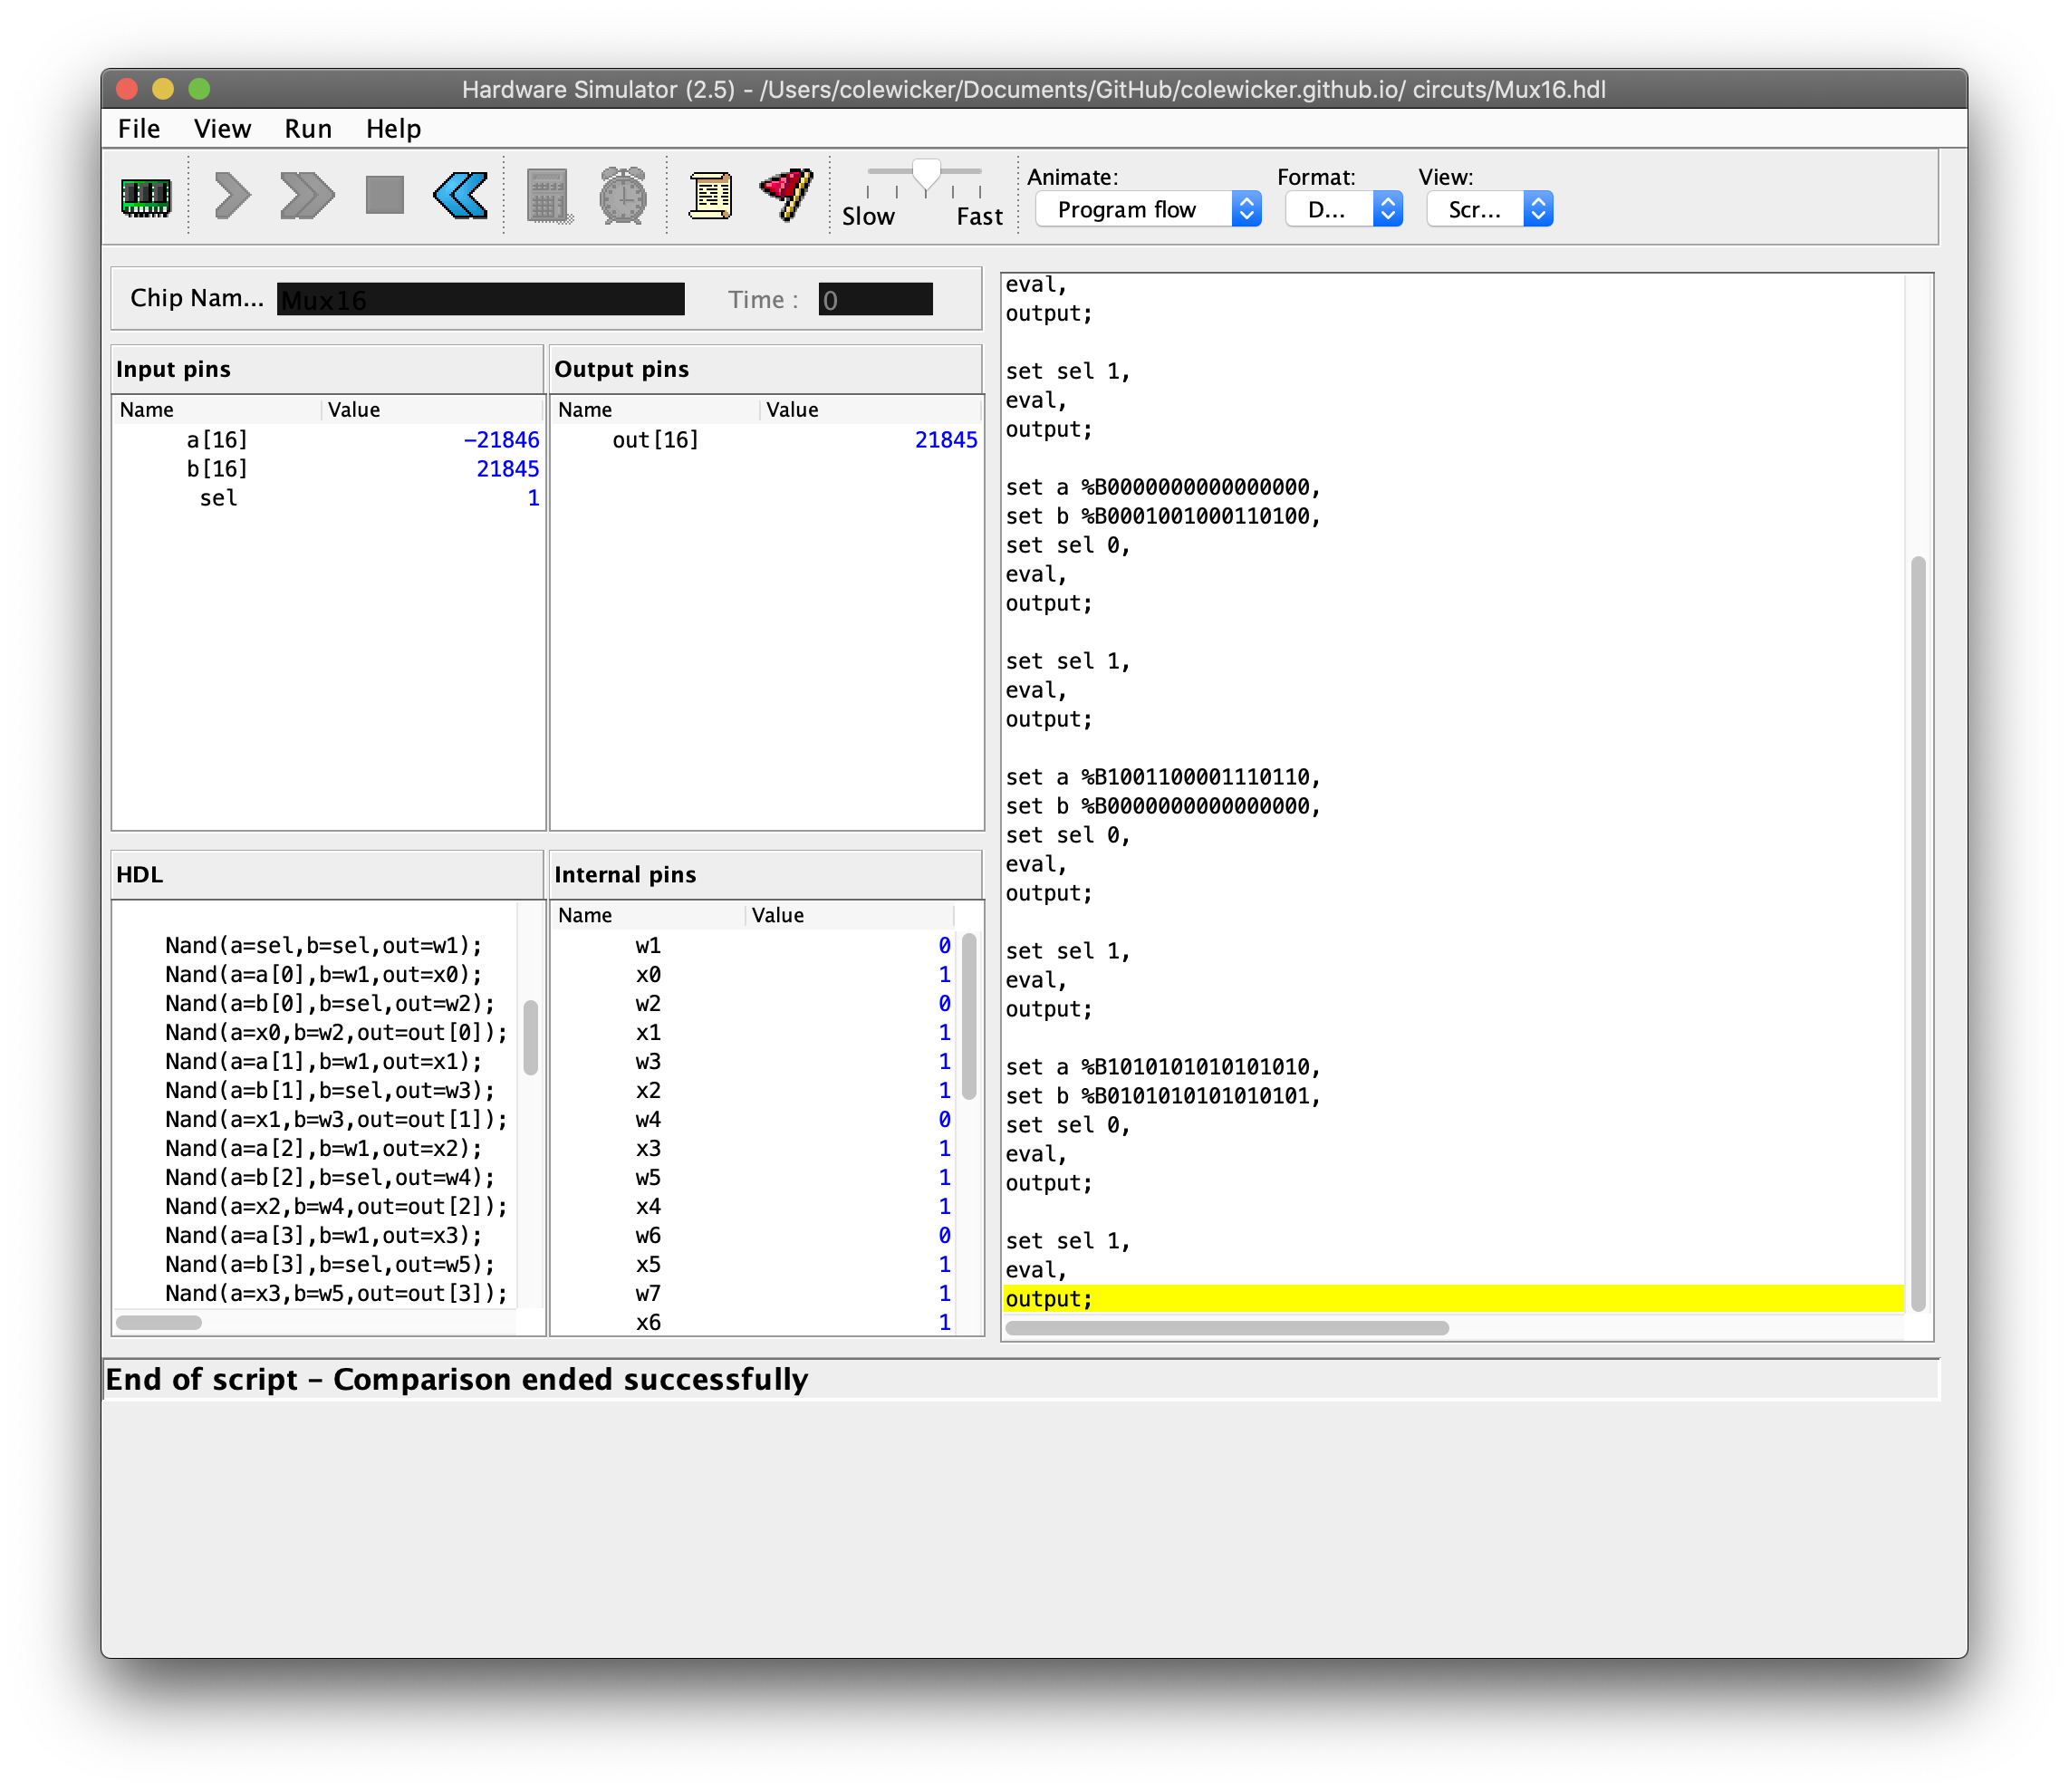 Hardware Simulator (2.5) - /Users/colewicker/Documents/GitHub/colewicker.github.io/ circuts/Mux16.hdl
File View Run Help
Slow Fast
Animate: Format: View:
Program flow D... Scr...
Chip Nam... Mux16 Time : 0
Input pins
Name Value
a[16] -21846
b[16] 21845
sel 1
Output pins
Name Value
out[16] 21845
HDL
Nand(a=sel,b=sel,out=w1);
Nand(a=a[0],b=w1,out=x0);
Nand(a=b[0],b=sel,out=w2);
Nand(a=x0,b=w2,out=out[0]);
Nand(a=a[1],b=w1,out=x1);
Nand(a=b[1],b=sel,out=w3);
Nand(a=x1,b=w3,out=out[1]);
Nand(a=a[2],b=w1,out=x2);
Nand(a=b[2],b=sel,out=w4);
Nand(a=x2,b=w4,out=out[2]);
Nand(a=a[3],b=w1,out=x3);
Nand(a=b[3],b=sel,out=w5);
Nand(a=x3,b=w5,out=out[3]);
Internal pins
Name Value
w1 0
x0 1
w2 0
x1 1
w3 1
x2 1
w4 0
x3 1
w5 1
x4 1
w6 0
x5 1
w7 1
x6 1
eval,
output;
set sel 1,
eval,
output;
set a %B0000000000000000,
set b %B0001001000110100,
set sel 0,
eval,
output;
set sel 1,
eval,
output;
set a %B1001100001110110,
set b %B0000000000000000,
set sel 0,
eval,
output;
set sel 1,
eval,
output;
set a %B1010101010101010,
set b %B0101010101010101,
set sel 0,
eval,
output;
set sel 1,
eval,
output;
End of script – Comparison ended successfully